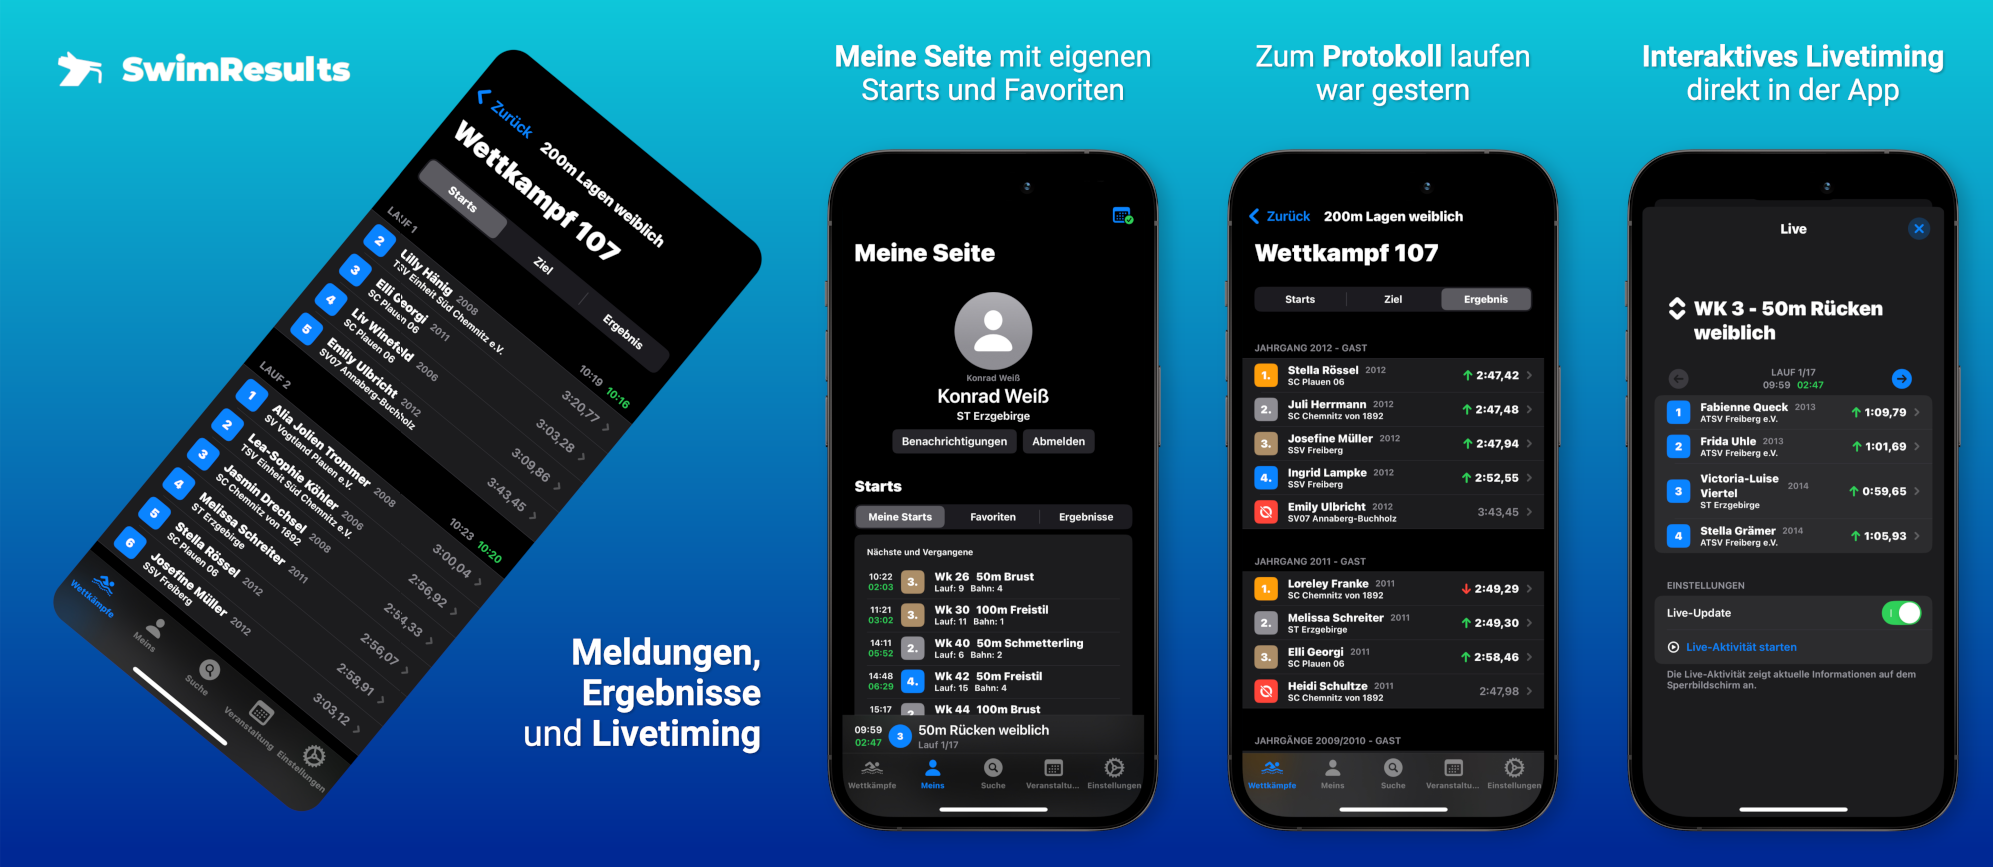 SwimResults
Zurück
200m Lagen weiblich
Wettkampf 107
Starts
Ziel
Ergebnis
LAUF 1
10:19 10:16
2 Lilly Hänig 2008
TSV Einheit Süd Chemnitz e.V.
3:20,77
3 Elli Georgi 2011
SC Plauen 06
3:03,28
4 Liv Winefeld 2006
SC Plauen 06
3:09,86
5 Emily Ulbricht 2012
SV07 Annaberg-Buchholz
3:43,45
LAUF 2
10:23 10:20
1 Alia Jolien Trommer 2008
SV Vogtland Plauen e.V.
3:00,04
2 Lea-Sophie Köhler 2006
TSV Einheit Süd Chemnitz e.V.
2:56,92
3 Jasmin Drechsel 2008
SC Chemnitz von 1892
2:54,33
4 Melissa Schreiter 2011
ST Erzgebirge
2:56,07
5 Stella Rössel 2012
SC Plauen 06
2:58,91
6 Josefine Müller 2012
SSV Freiberg
3:03,12
Wettkämpfe
Meins
Suche
Veranstaltung
Einstellungen
Meldungen,
Ergebnisse
und Livetiming
Meine Seite mit eigenen
Starts und Favoriten
Meine Seite
Konrad Weiß
Konrad Weiß
ST Erzgebirge
Benachrichtigungen Abmelden
Starts
Meine Starts Favoriten Ergebnisse
Nächste und Vergangene
10:22 3. Wk 26 50m Brust
02:03 Lauf: 9 Bahn: 4
11:21 3. Wk 30 100m Freistil
03:02 Lauf: 11 Bahn: 1
14:11 2. Wk 40 50m Schmetterling
05:52 Lauf: 6 Bahn: 2
14:48 4. Wk 42 50m Freistil
06:29 Lauf: 15 Bahn: 4
15:17 2. Wk 44 100m Brust
09:59 3 50m Rücken weiblich
02:47 Lauf 1/17
Wettkämpfe Meins Suche Veranstaltu... Einstellungen
Zum Protokoll laufen
war gestern
Zurück 200m Lagen weiblich
Wettkampf 107
Starts Ziel Ergebnis
JAHRGANG 2012 - GAST
1. Stella Rössel 2012 2:47,42
SC Plauen 06
2. Juli Herrmann 2012 2:47,48
SC Chemnitz von 1892
3. Josefine Müller 2012 2:47,94
SSV Freiberg
4. Ingrid Lampke 2012 2:52,55
SSV Freiberg
Emily Ulbricht 2012 3:43,45
SV07 Annaberg-Buchholz
JAHRGANG 2011 - GAST
1. Loreley Franke 2011 2:49,29
SC Chemnitz von 1892
2. Melissa Schreiter 2011 2:49,30
ST Erzgebirge
3. Elli Georgi 2011 2:58,46
SC Plauen 06
Heidi Schultze 2011 2:47,98
SC Chemnitz von 1892
JAHRGÄNGE 2009/2010 - GAST
Wettkämpfe Meins Suche Veranstaltu... Einstellungen
Interaktives Livetiming
direkt in der App
Live
WK 3 - 50m Rücken
weiblich
LAUF 1/17
09:59 02:47
1 Fabienne Queck 2013 1:09,79
ATSV Freiberg e.V.
2 Frida Uhle 2013 1:01,69
ATSV Freiberg e.V.
3 Victoria-Luise
Viertel 2014 0:59,65
ST Erzgebirge
4 Stella Grämer 2014 1:05,93
ATSV Freiberg e.V.
EINSTELLUNGEN
Live-Update
Live-Aktivität starten
Die Live-Aktivität zeigt aktuelle Informationen auf dem
Sperrbildschirm an.